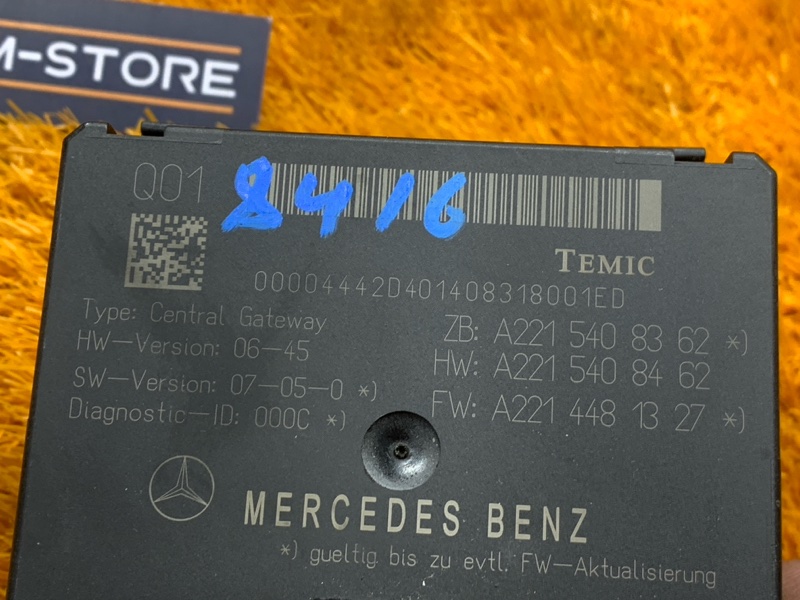 M-STORE
Q01
8416
TEMIC
00004442D401408318001ED
Type: Central Gateway
HW-Version: 06-45
SW-Version: 07-05-0 *)
Diagnostic-ID: 000C *)
ZB: A221 540 83 62 *)
HW: A221 540 84 62
FW: A221 448 13 27 *)
MERCEDES BENZ
*) gueltig bis zu evtl. FW-Aktualisierung